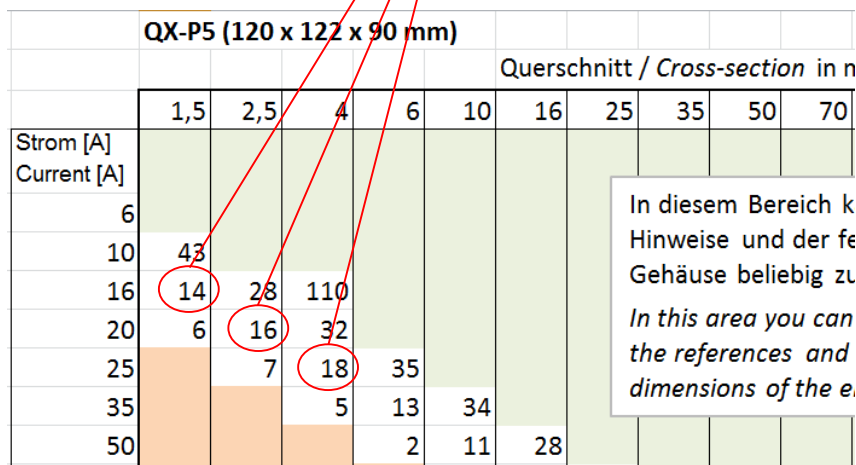 QX-P5 (120 x 122 x 90 mm)
Querschnitt / Cross-section in
1,5 2,5 4 6 10 16 25 35 50 70
Strom [A]
Current [A]
6
10 43
16 14 28 110
20 6 16 32
25 7 18 35
35 5 13 34
50 2 11 28
In diesem Bereich
Hinweise und der
Gehäuse beliebig
In this area you can
the references and
dimensions of the